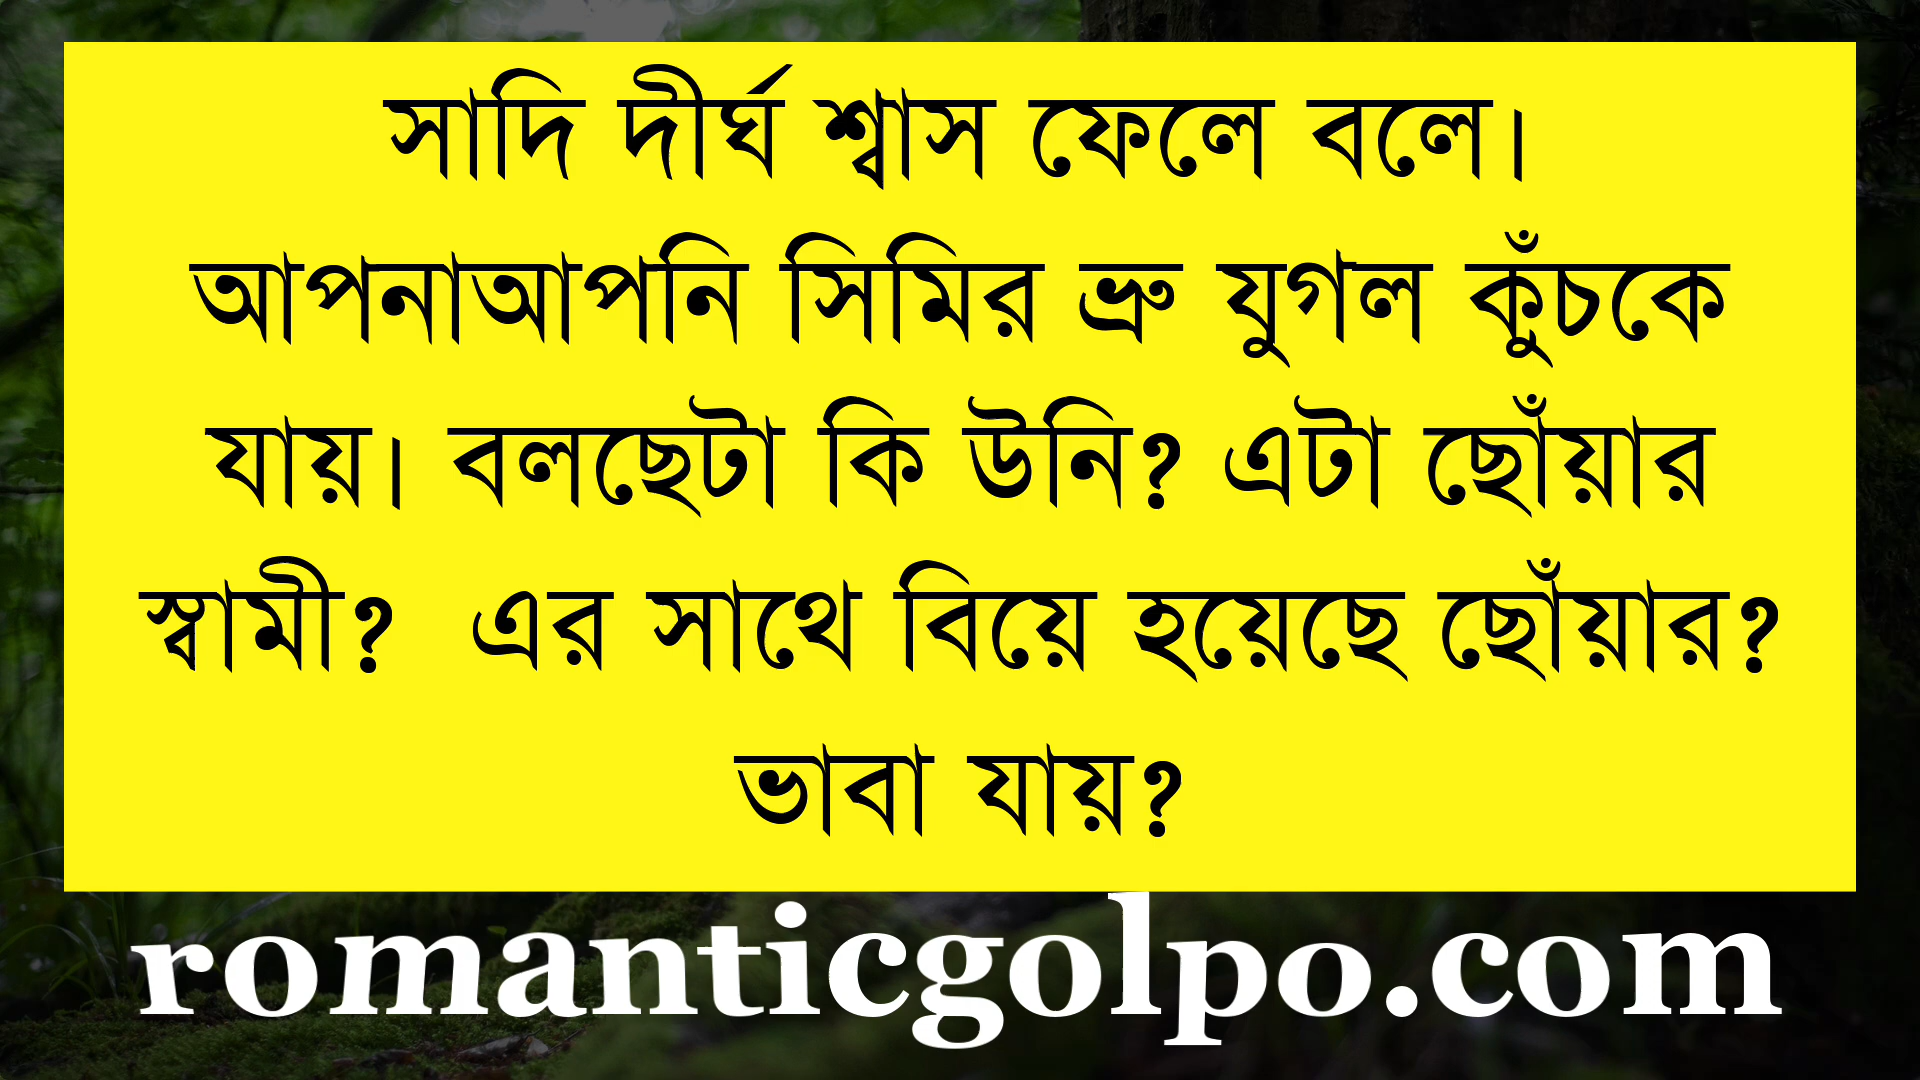 সাদি দীর্ঘ শ্বাস ফেলে বলে।
আপনাআপনি সিমির ভ্রু যুগল কুঁচকে
যায়। বলছেটা কি উনি? এটা ছোঁয়ার
স্বামী? এর সাথে বিয়ে হয়েছে ছোঁয়ার?
ভাবা যায়?
romanticgolpo.com